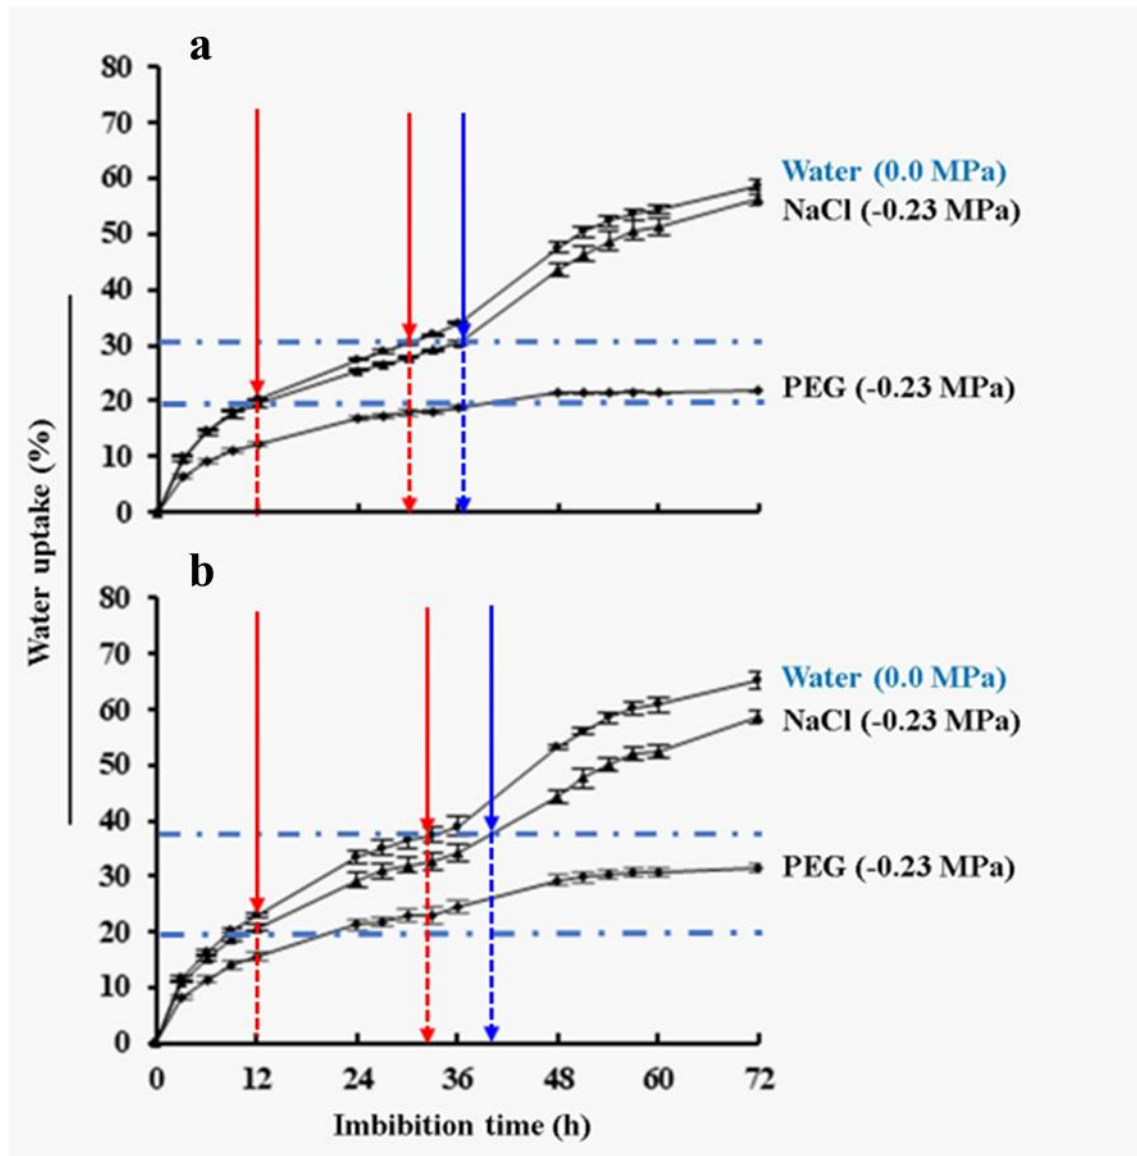 a
80
70
60
50
40
30
20
10
0
Water (0.0 MPa)
NaCl (-0.23 MPa)
PEG (-0.23 MPa)
Water uptake (%)
b
80
70
60
50
40
30
20
10
0
Water (0.0 MPa)
NaCl (-0.23 MPa)
PEG (-0.23 MPa)
0 12 24 36 48 60 72
Imbibition time (h)